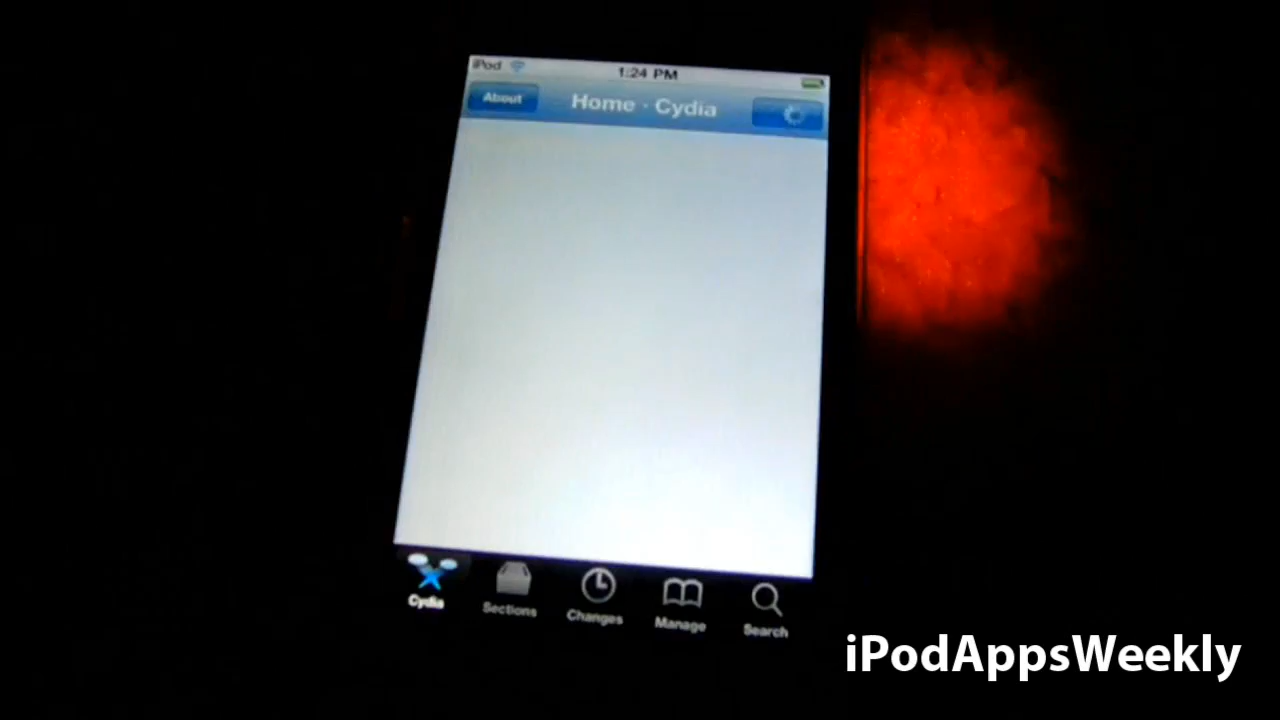 iPod 1:24 PM
About Home · Cydia
Cydia Sections Changes Manage Search
iPodAppsWeekly